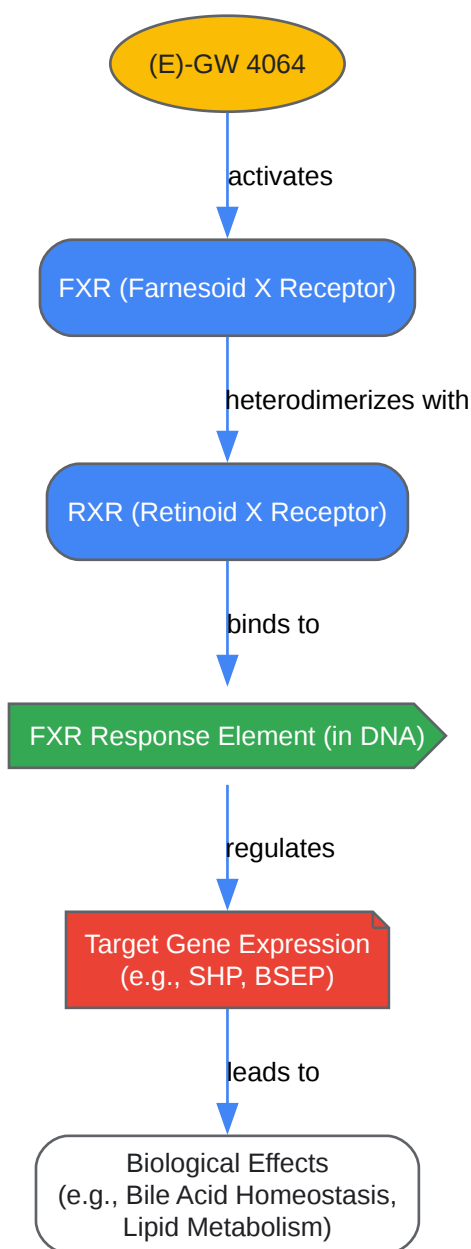 (E)-GW 4064
activates
FXR (Farnesoid X Receptor)
heterodimerizes with
RXR (Retinoid X Receptor)
binds to
FXR Response Element (in DNA)
regulates
Target Gene Expression
(e.g., SHP, BSEP)
leads to
Biological Effects
(e.g., Bile Acid Homeostasis,
Lipid Metabolism)